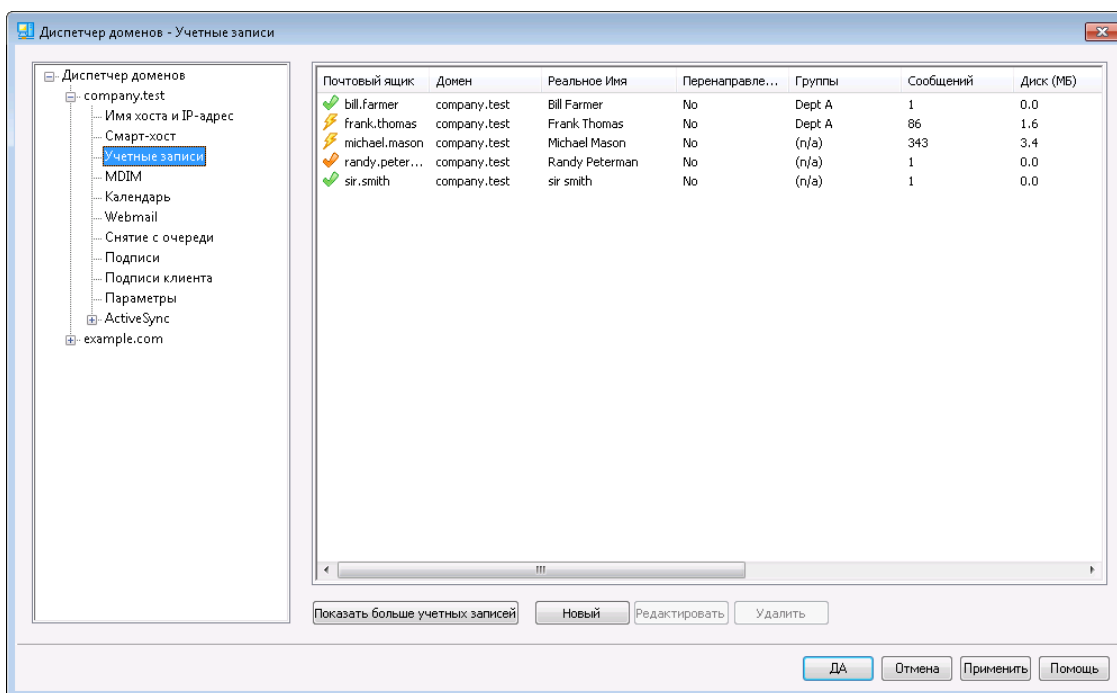 Диспетчер доменов - Учетные записи
Диспетчер доменов
company.test
Имя хоста и IP-адрес
Смарт-хост
Учетные записи
MDIM
Календарь
Webmail
Снятие с очереди
Подписи
Подписи клиента
Параметры
ActiveSync
example.com
Почтовый ящик Домен Реальное Имя Перенаправле... Группы Сообщений Диск (МБ)
bill.farmer company.test Bill Farmer No Dept A 1 0.0
frank.thomas company.test Frank Thomas No Dept A 86 1.6
michael.mason company.test Michael Mason No (n/a) 343 3.4
randy.peter... company.test Randy Peterman No (n/a) 1 0.0
sir.smith company.test sir smith No (n/a) 1 0.0
Показать больше учетных записей Новый Редактировать Удалить
ДА Отмена Применить Помощь